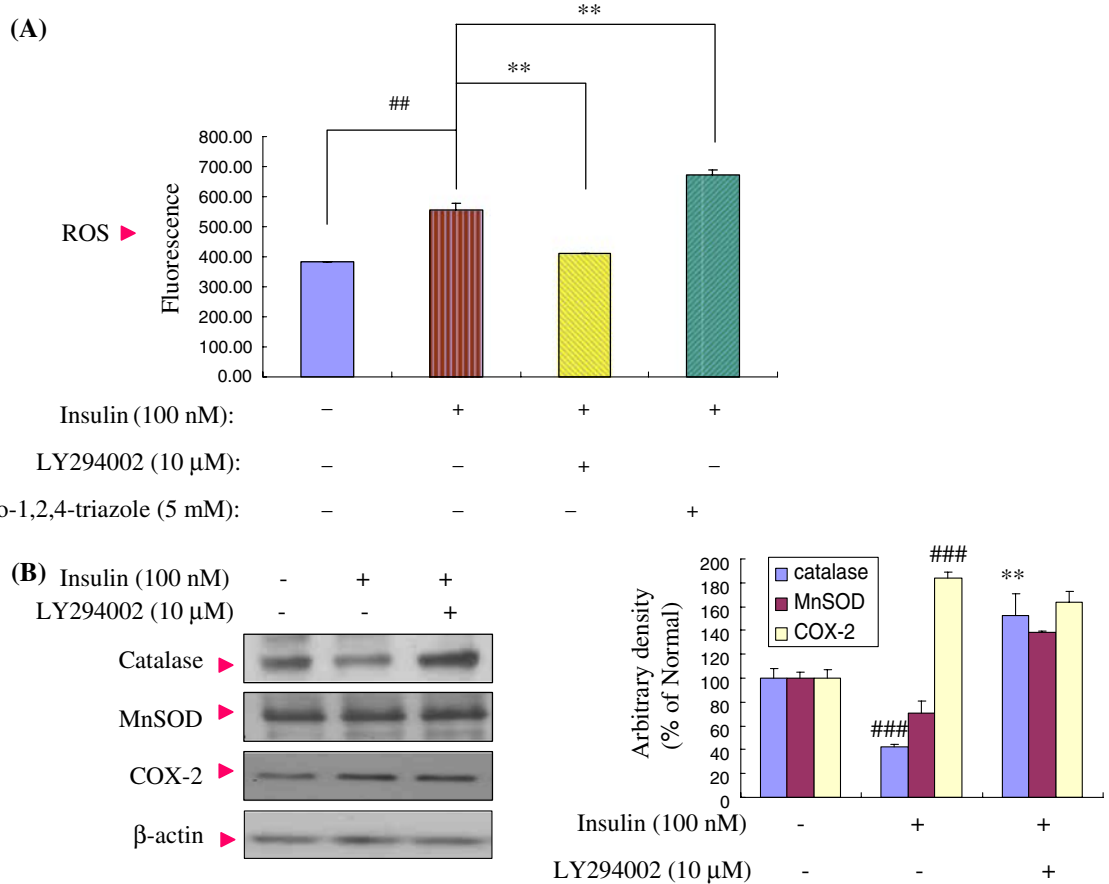 (A)
**
**
##
800.00
700.00
600.00
500.00
400.00
300.00
200.00
100.00
0.00
Fluorescence
ROS
Insulin (100 nM): – + + +
LY294002 (10 μM): – – + –
o-1,2,4-triazole (5 mM): – – – +
(B)
Insulin (100 nM) - + +
LY294002 (10 μM) - - +
Catalase
MnSOD
COX-2
β-actin
200
180
160
140
120
100
80
60
40
20
0
Arbitrary density
(% of Normal)
catalase
MnSOD
COX-2
###
###
**
Insulin (100 nM) - + +
LY294002 (10 μM) - - +